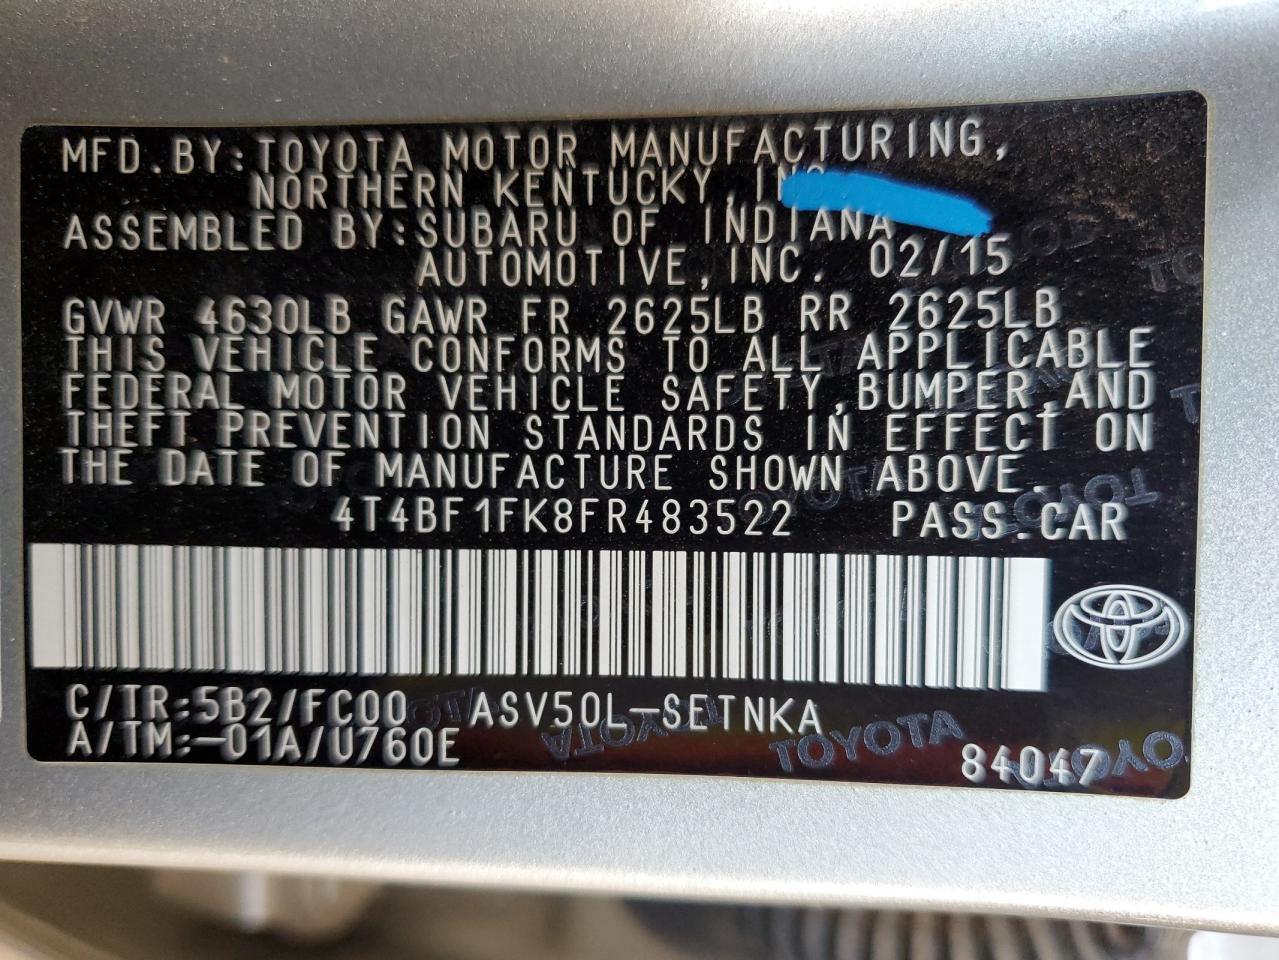 MFD.BY:TOYOTA MOTOR MANUFACTURING,
NORTHERN KENTUCKY,
ASSEMBLED BY:SUBARU OF INDIANA
AUTOMOTIVE,INC. 02/15
GVWR 4630LB GAWR FR 2625LB RR 2625LB
THIS VEHICLE CONFORMS TO ALL APPLICABLE
FEDERAL MOTOR VEHICLE SAFETY,BUMPER,AND
THEFT PREVENTION STANDARDS IN EFFECT ON
THE DATE OF MANUFACTURE SHOWN ABOVE.
4T4BF1FK8FR483522 PASS.CAR
C/TR:5B2/FC00 ASV50L-SETNKA
A/TM:-01A/U760E
TOYOTA
84047